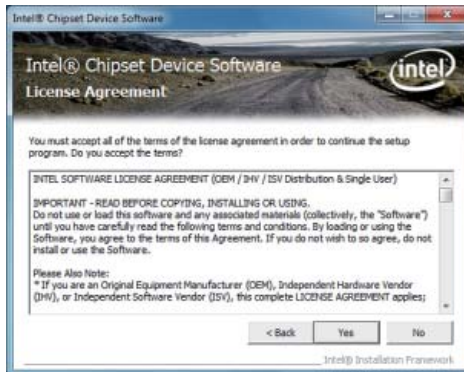 Intel® Chipset Device Software
Intel® Chipset Device Software
intel
License Agreement
You must accept all of the terms of the license agreement in order to continue the setup
program. Do you accept the terms?
INTEL SOFTWARE LICENSE AGREEMENT (OEM / IHV / ISV Distribution & Single User)
IMPORTANT - READ BEFORE COPYING, INSTALLING OR USING.
Do not use or load this software and any associated materials (collectively, the "Software")
until you have carefully read the following terms and conditions. By loading or using the
Software, you agree to the terms of this Agreement. If you do not wish to so agree, do not
install or use the Software.
Please Also Note:
* If you are an Original Equipment Manufacturer (OEM), Independent Hardware Vendor
(IHV), or Independent Software Vendor (ISV), this complete LICENSE AGREEMENT applies;
< Back Yes No
Intel® Installation Framework